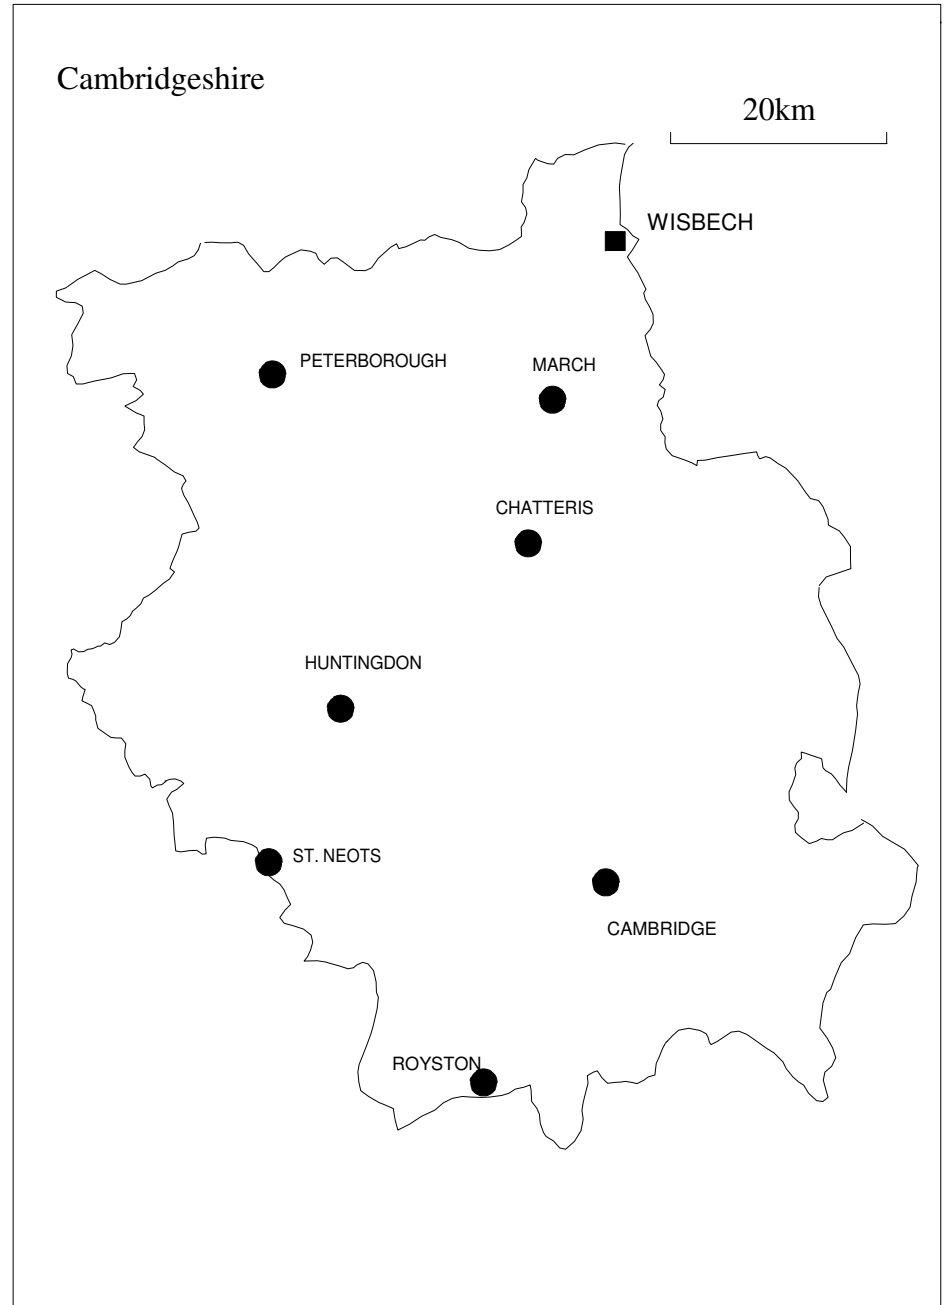 Cambridgeshire
20km
WISBECH
PETERBOROUGH
MARCH
CHATTERIS
HUNTINGDON
ST. NEOTS
CAMBRIDGE
ROYSTON